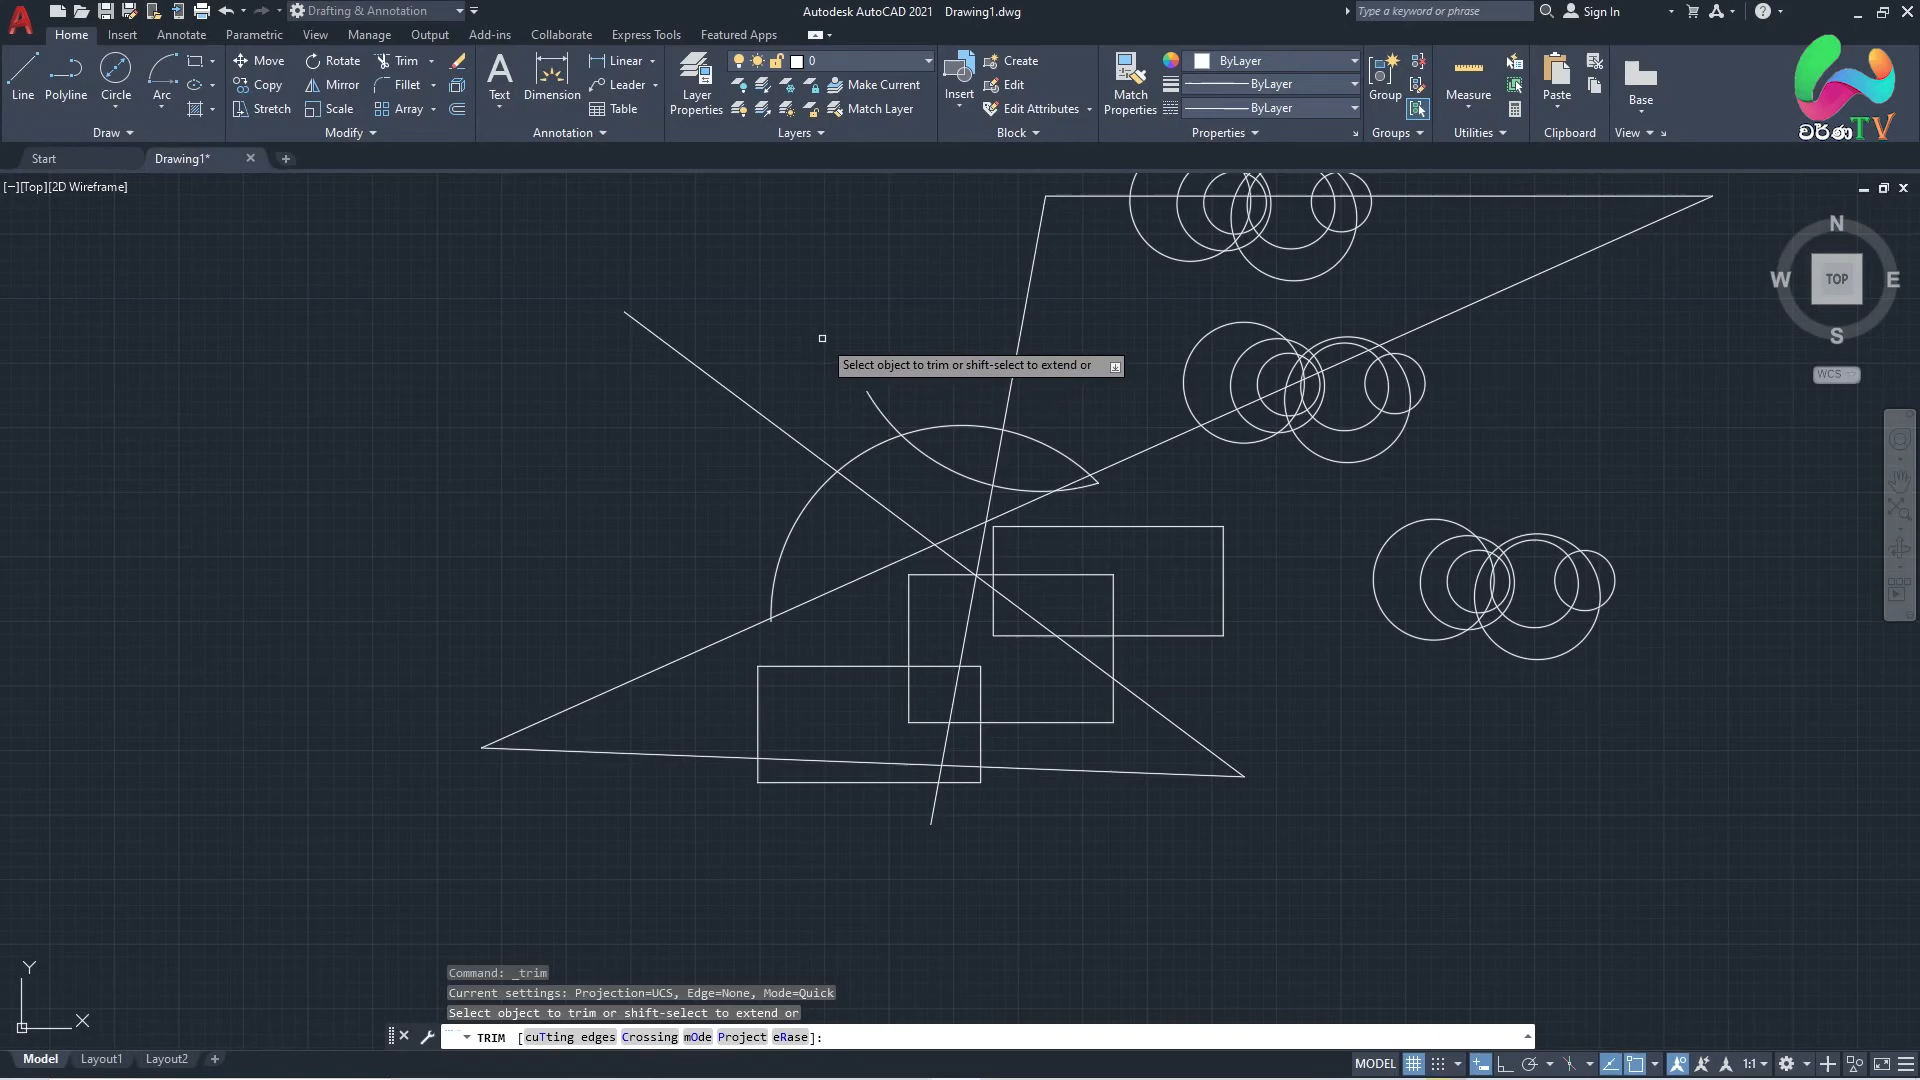 Drafting & Annotation
Autodesk AutoCAD 2021 Drawing1.dwg
Type a keyword or phrase
Sign In
Home Insert Annotate Parametric View Manage Output Add-ins Collaborate Express Tools Featured Apps
Line Polyline Circle Arc
Move Rotate Trim
Copy Mirror Fillet
Stretch Scale Array
Text Dimension
Linear
Leader
Table
Layer Properties
0
Make Current
Match Layer
Insert
Create
Edit
Edit Attributes
Match Properties
ByLayer
ByLayer
ByLayer
Group
Measure
Paste
Base
Draw Modify Annotation Layers Block Properties Groups Utilities Clipboard View
වර්ණ TV
Start Drawing1*
[−][Top][2D Wireframe]
N
W TOP E
S
WCS
Select object to trim or shift-select to extend or
Y
X
Command: _trim
Current settings: Projection=UCS, Edge=None, Mode=Quick
Select object to trim or shift-select to extend or
TRIM [cuTting edges Crossing mOde Project eRase]:
Model Layout1 Layout2
MODEL 1:1